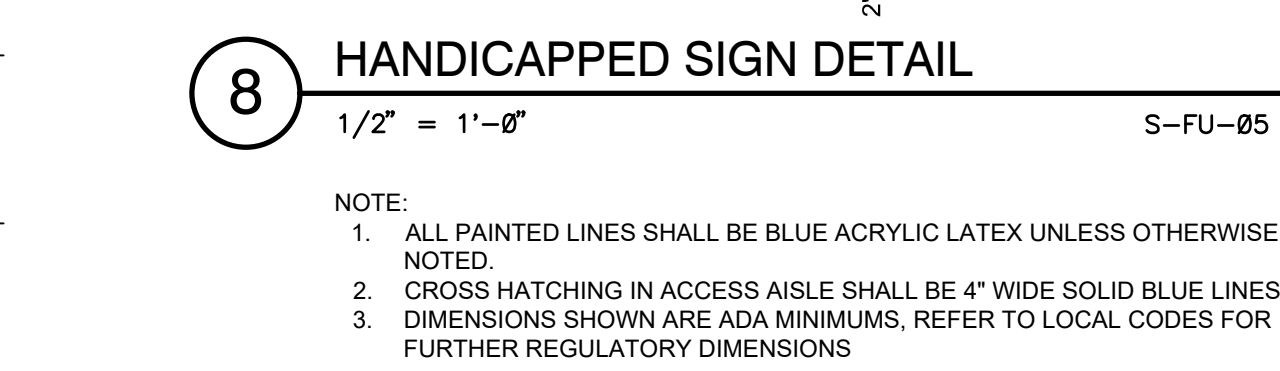 8
HANDICAPPED SIGN DETAIL
1/2" = 1'-0"
S-FU-05
NOTE:
1. ALL PAINTED LINES SHALL BE BLUE ACRYLIC LATEX UNLESS OTHERWISE
NOTED.
2. CROSS HATCHING IN ACCESS AISLE SHALL BE 4" WIDE SOLID BLUE LINES
3. DIMENSIONS SHOWN ARE ADA MINIMUMS, REFER TO LOCAL CODES FOR
FURTHER REGULATORY DIMENSIONS